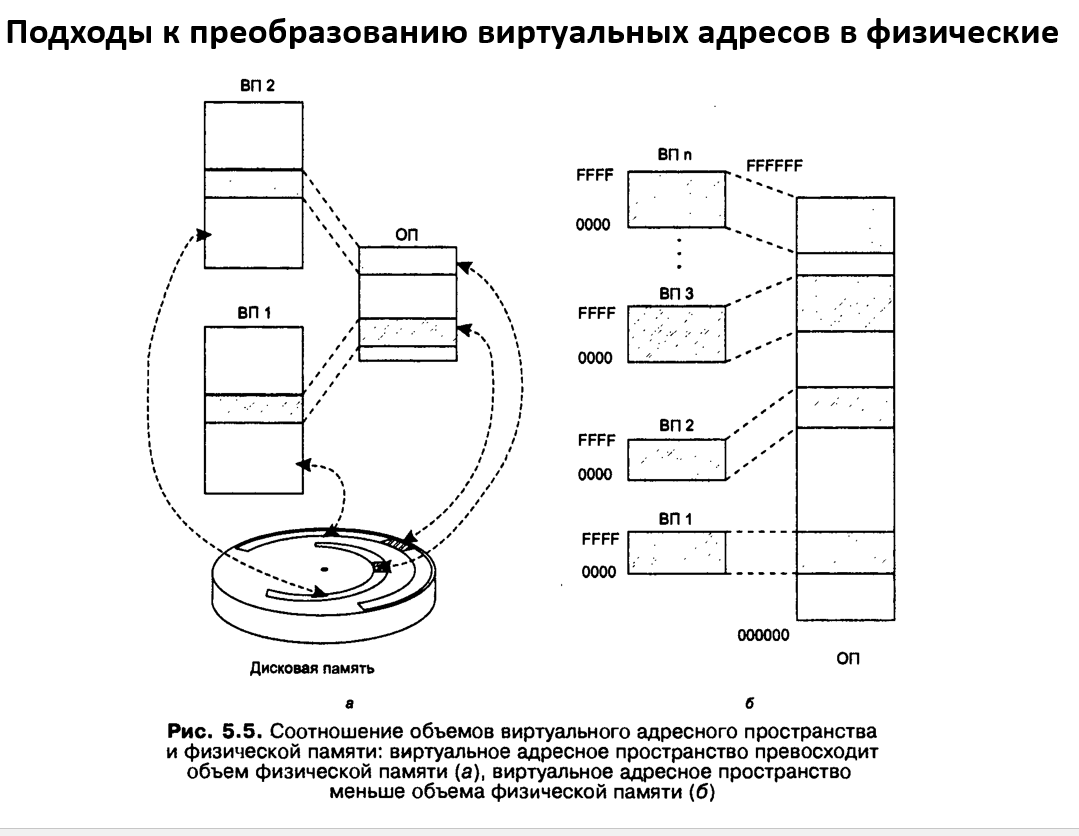 Подходы к преобразованию виртуальных адресов в физические
ВП 2
ОП
ВП 1
Дисковая память
а
ВП n
FFFFFF
FFFF
0000
ВП 3
FFFF
0000
ВП 2
FFFF
0000
ВП 1
FFFF
0000
000000
ОП
б
Рис. 5.5. Соотношение объемов виртуального адресного пространства
и физической памяти: виртуальное адресное пространство превосходит
объем физической памяти (а), виртуальное адресное пространство
меньше объема физической памяти (б)